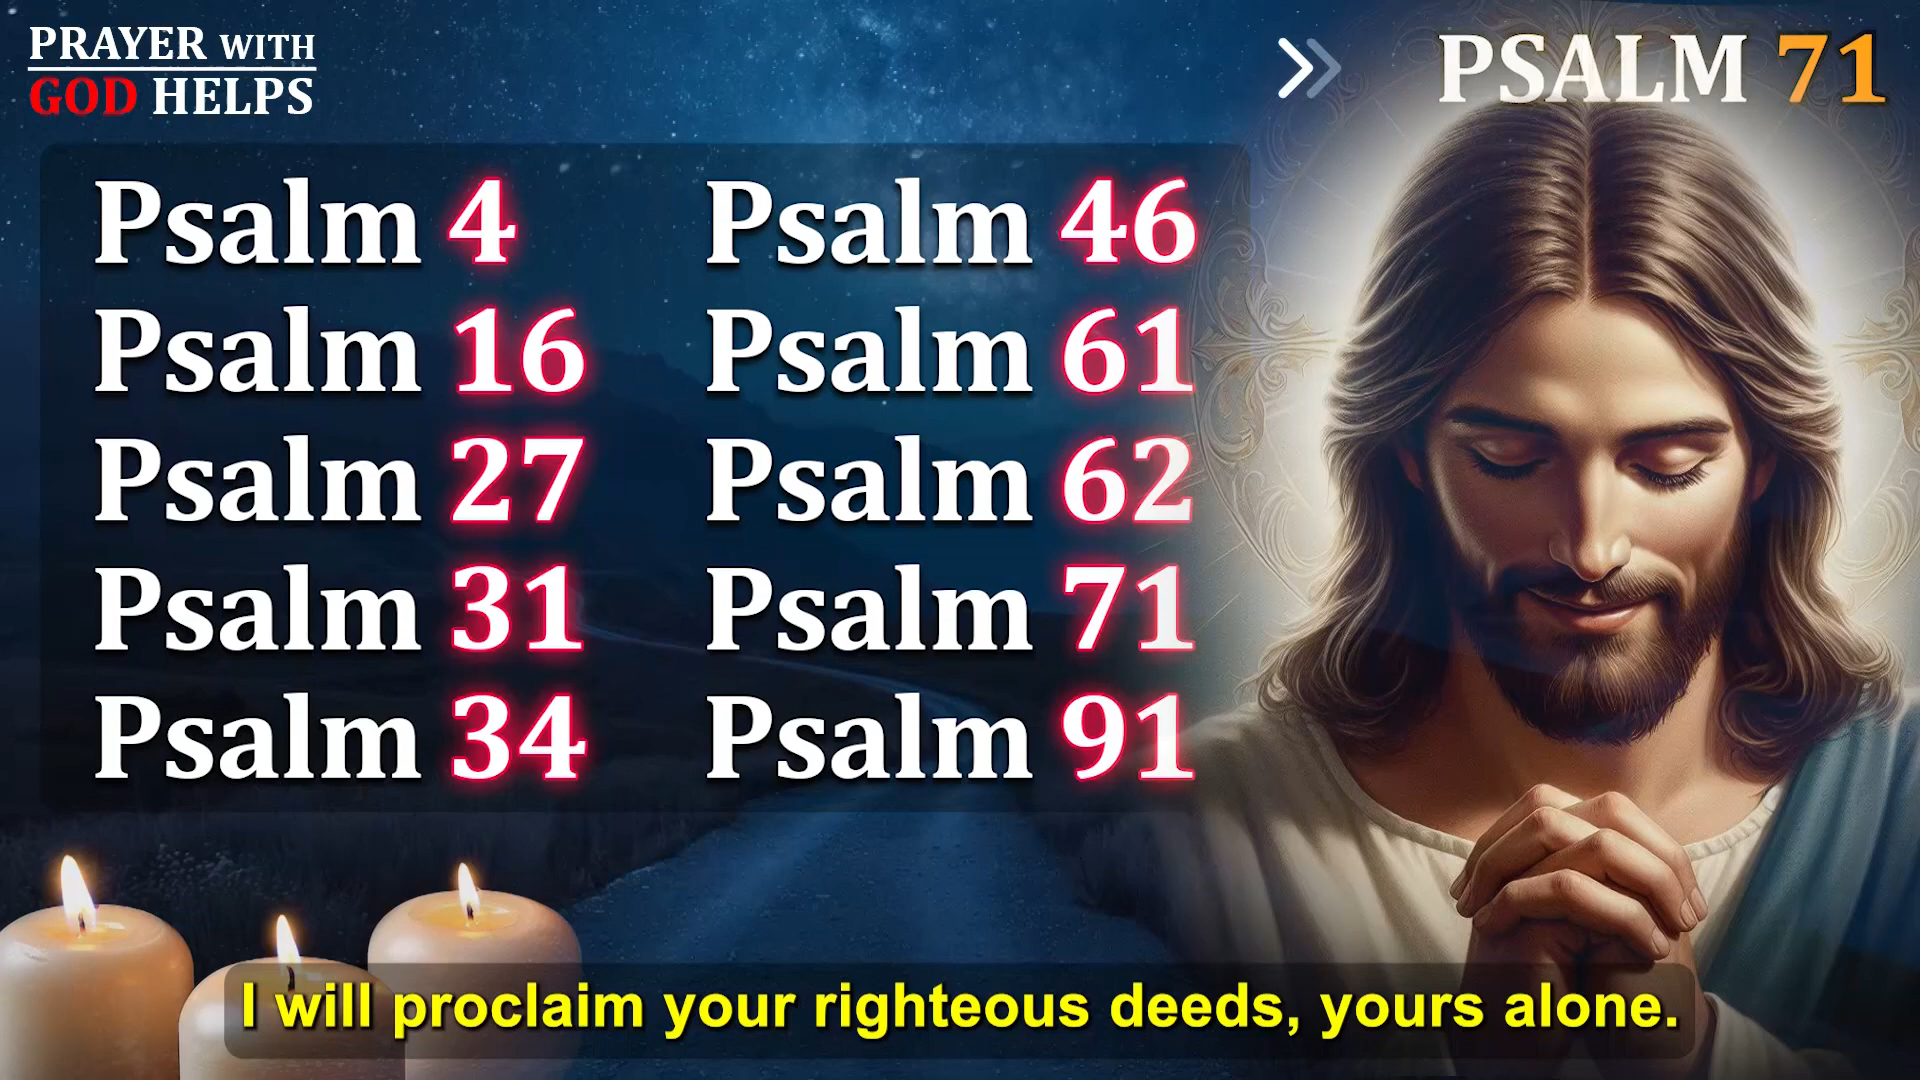 PRAYER WITH
GOD HELPS
PSALM 71
Psalm 4
Psalm 16
Psalm 27
Psalm 31
Psalm 34
Psalm 46
Psalm 61
Psalm 62
Psalm 71
Psalm 91
I will proclaim your righteous deeds, yours alone.